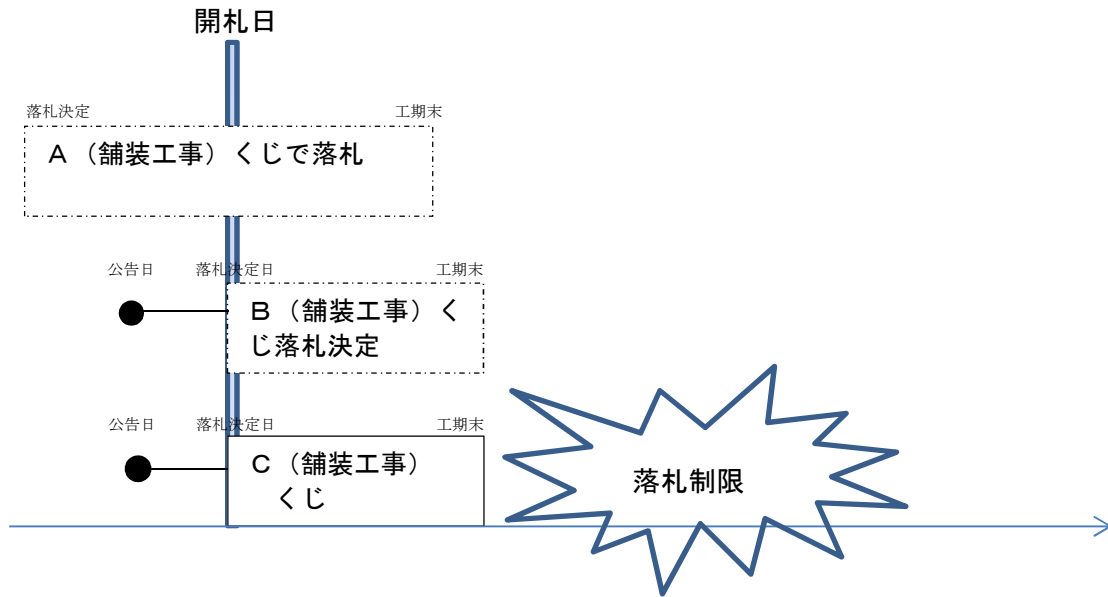 開札日
落札決定　工期末
Ａ（舗装工事）くじで落札
公告日　落札決定日　工期末
Ｂ（舗装工事）く
じ落札決定
公告日　落札決定日　工期末
Ｃ（舗装工事）
くじ
落札制限